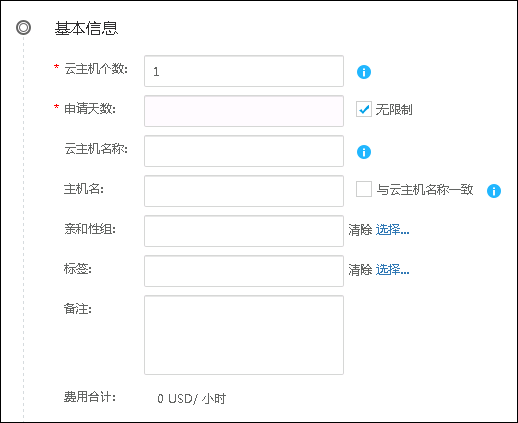 基本信息
* 云主机个数: 1
* 申请天数: 无限制
云主机名称:
主机名: 与云主机名称一致
亲和性组: 清除 选择...
标签: 清除 选择...
备注:
费用合计: 0 USD/ 小时